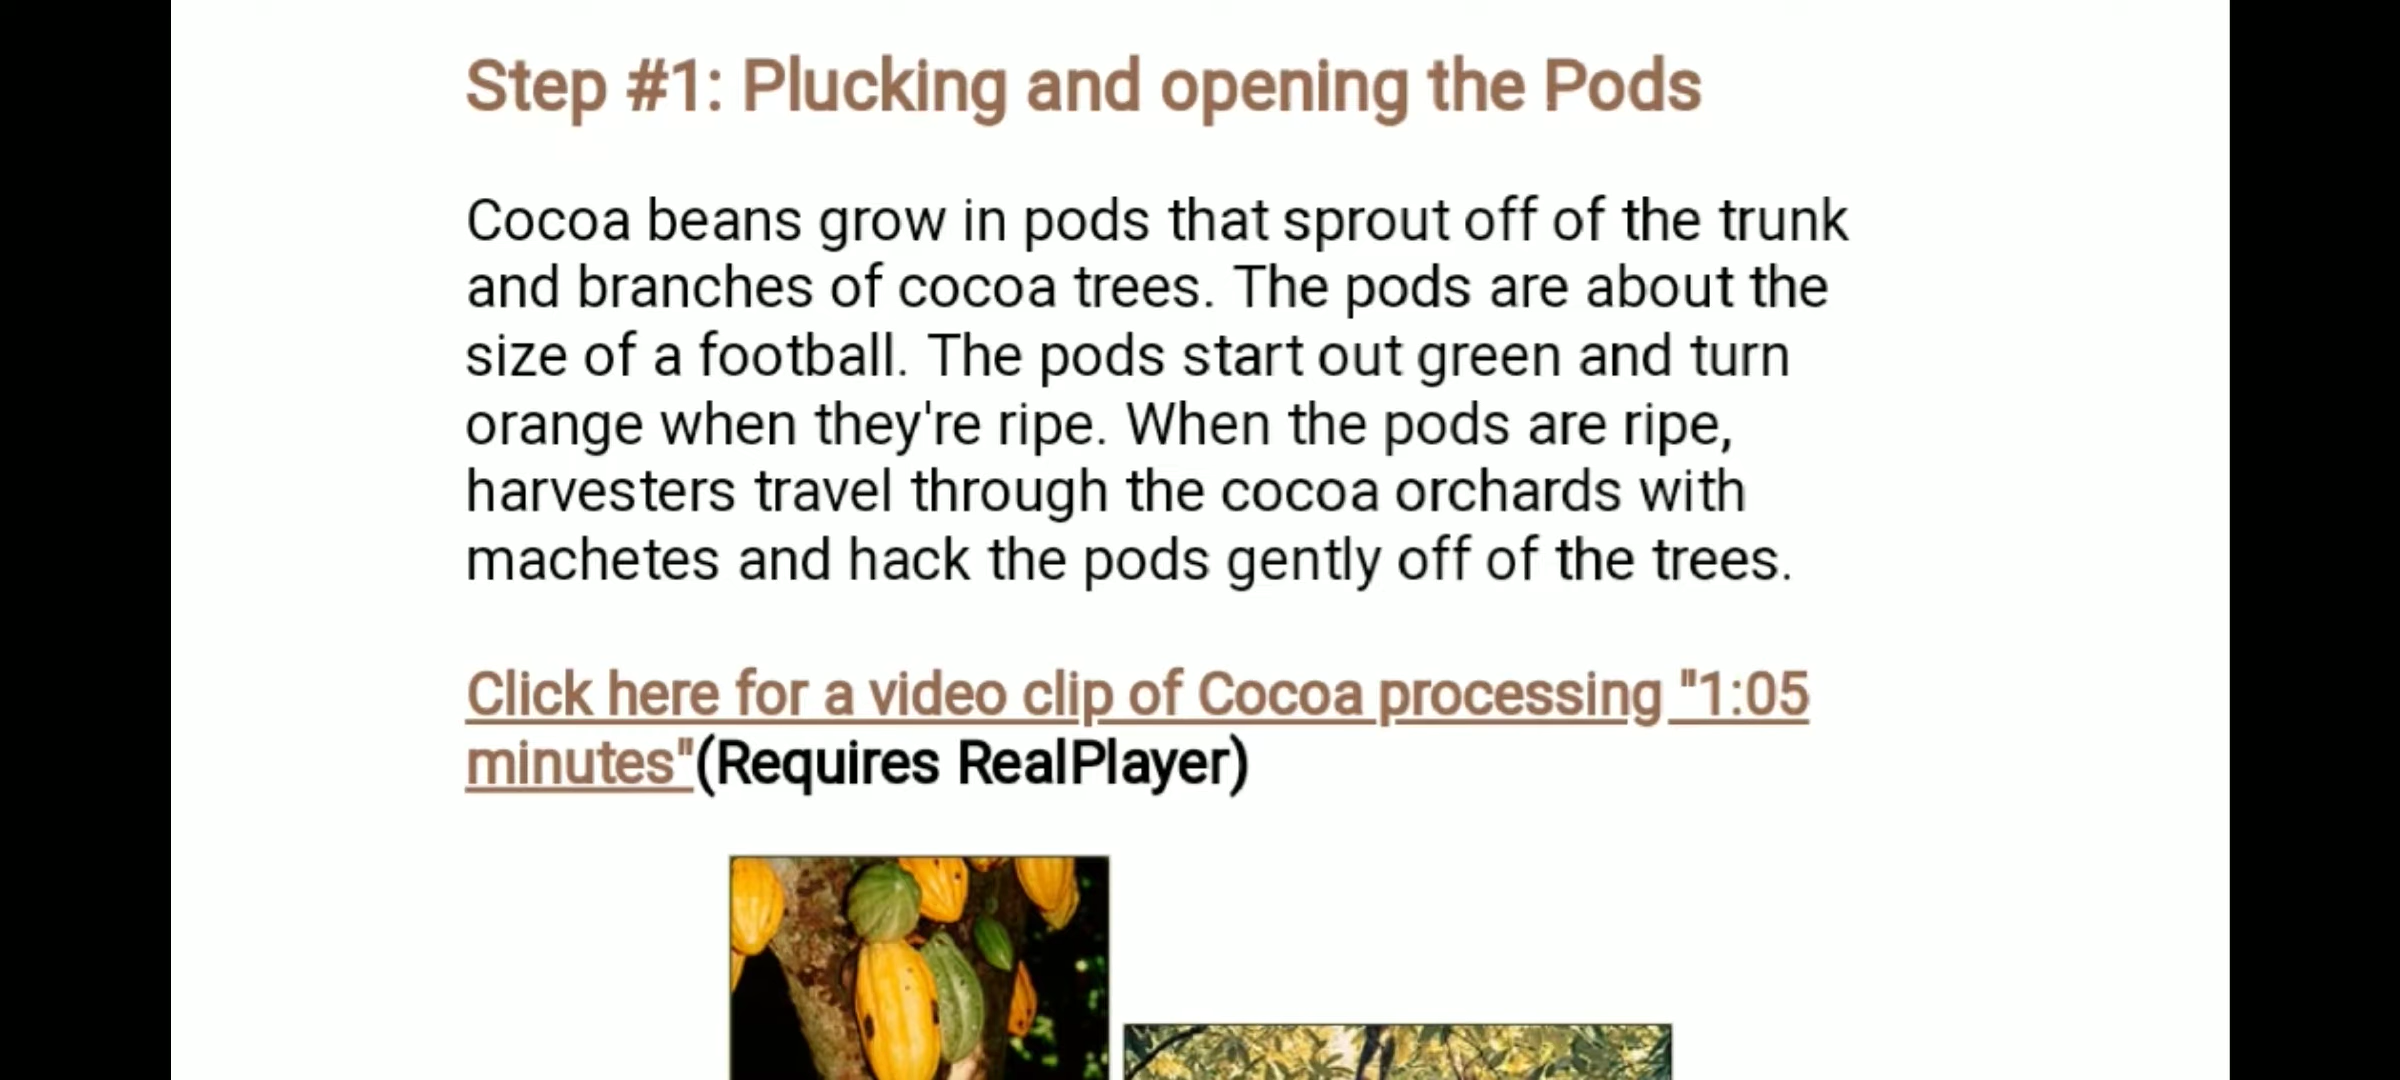 Step #1: Plucking and opening the Pods
Cocoa beans grow in pods that sprout off of the trunk
and branches of cocoa trees. The pods are about the
size of a football. The pods start out green and turn
orange when they're ripe. When the pods are ripe,
harvesters travel through the cocoa orchards with
machetes and hack the pods gently off of the trees.
Click here for a video clip of Cocoa processing "1:05
minutes"(Requires RealPlayer)